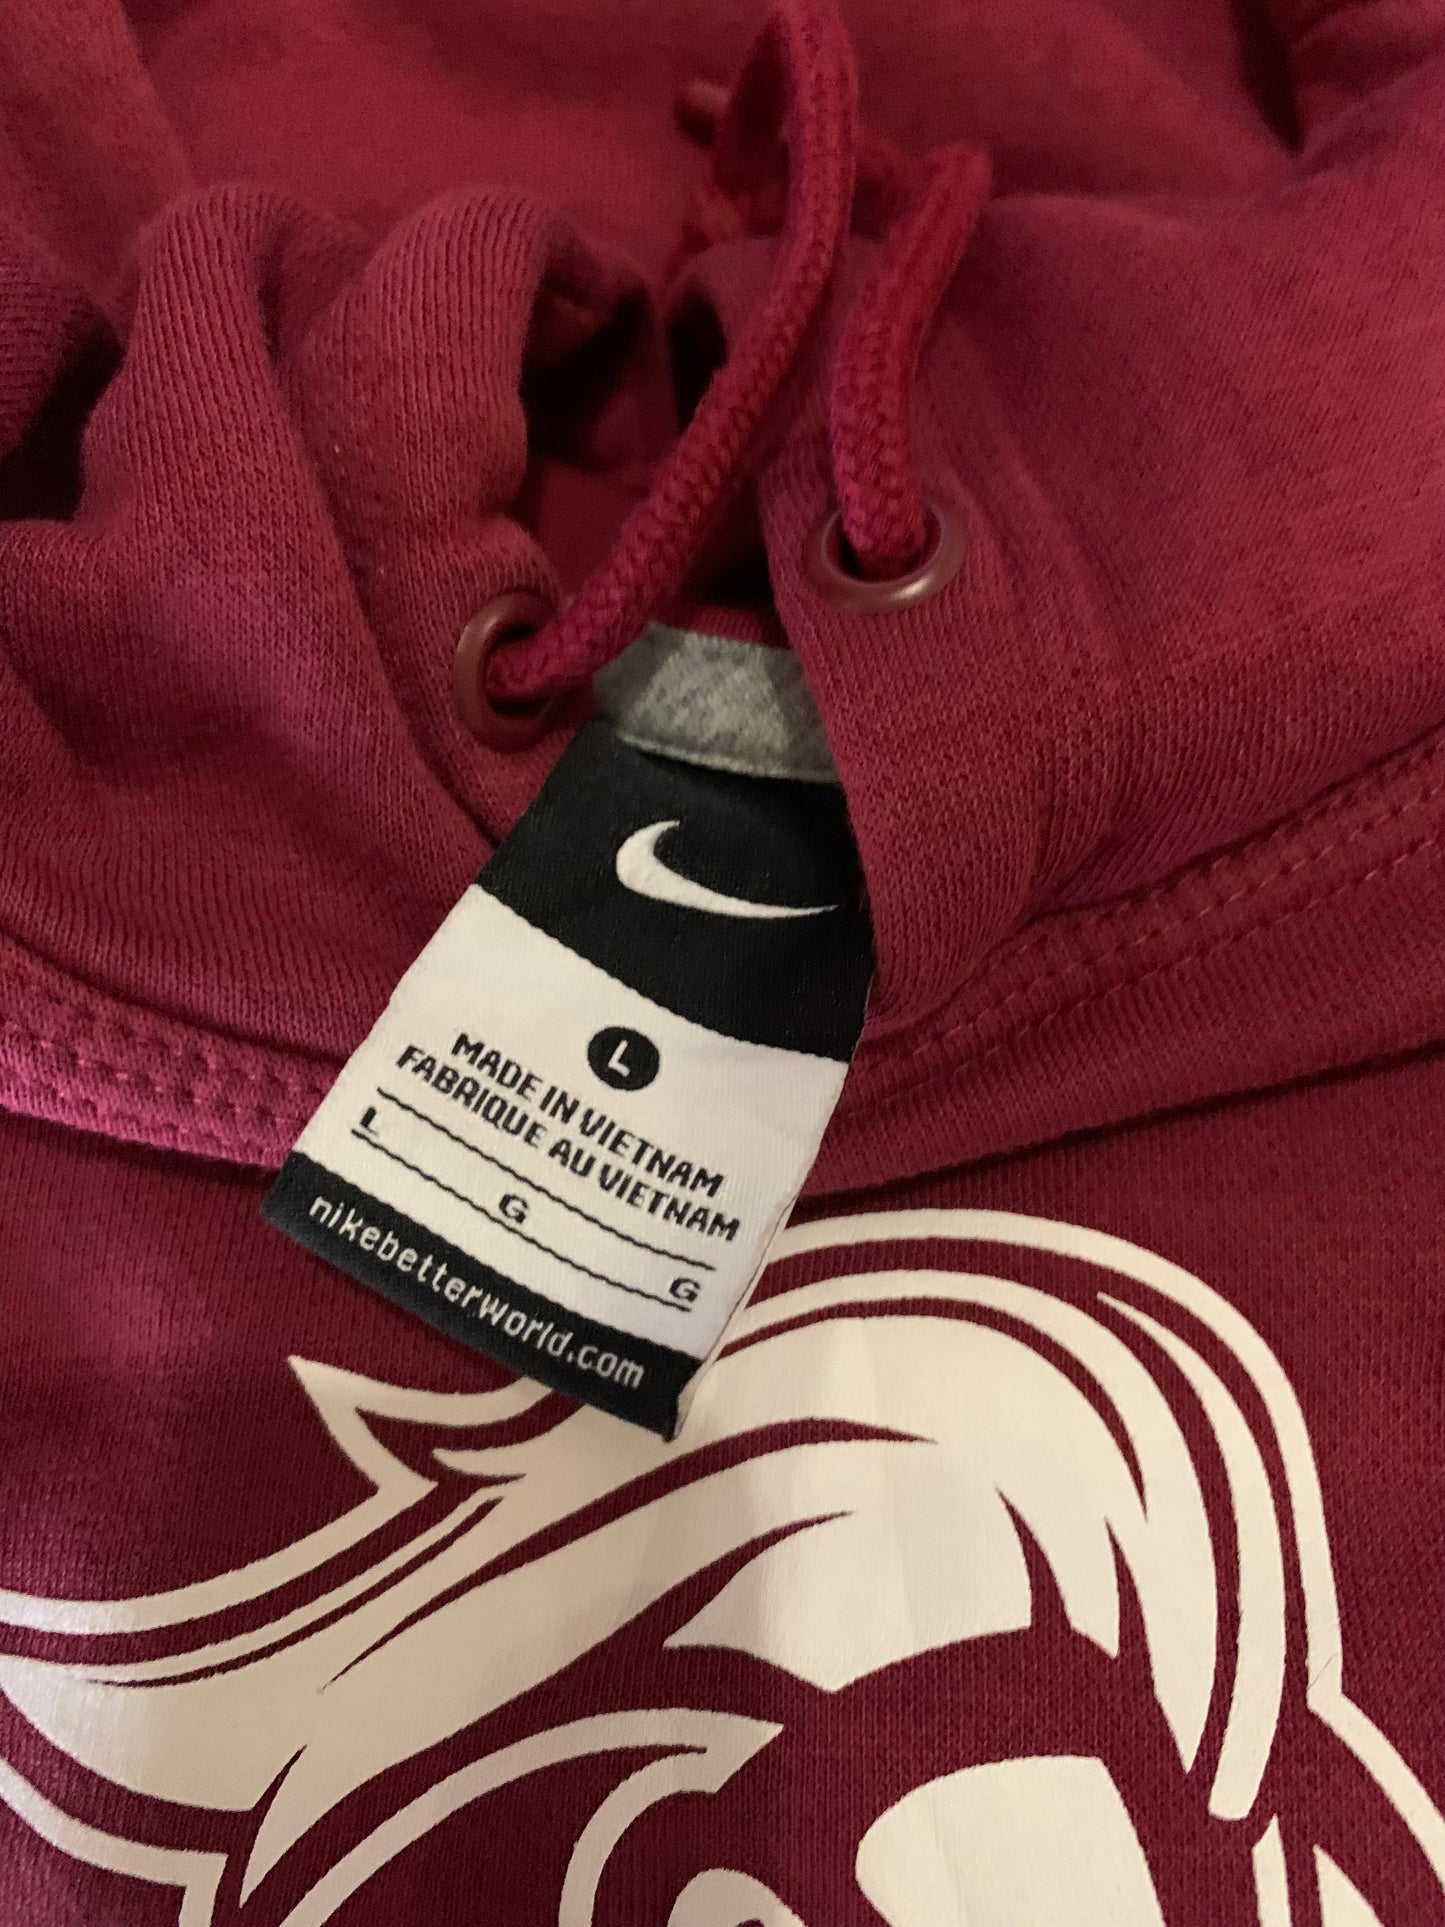 L
MADE IN VIETNAM
FABRIQUE AU VIETNAM
L G G
nikebetterworld.com